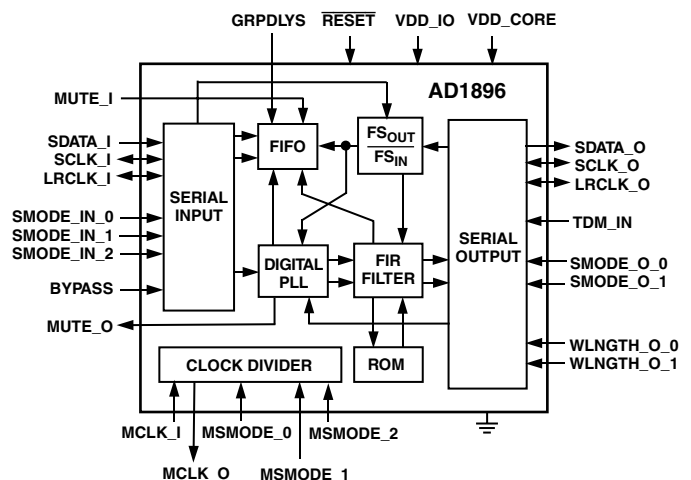 GRPDLYS RESET VDD_IO VDD_CORE
AD1896
MUTE_I
SDATA_I
SCLK_I
LRCLK_I
SMODE_IN_0
SMODE_IN_1
SMODE_IN_2
BYPASS
MUTE_O
SERIAL
INPUT
FIFO
FSOUT
FSIN
DIGITAL
PLL
FIR
FILTER
ROM
CLOCK DIVIDER
SERIAL
OUTPUT
SDATA_O
SCLK_O
LRCLK_O
TDM_IN
SMODE_O_0
SMODE_O_1
WLNGTH_O_0
WLNGTH_O_1
MCLK_I MSMODE_0 MSMODE_2
MCLK_O MSMODE_1